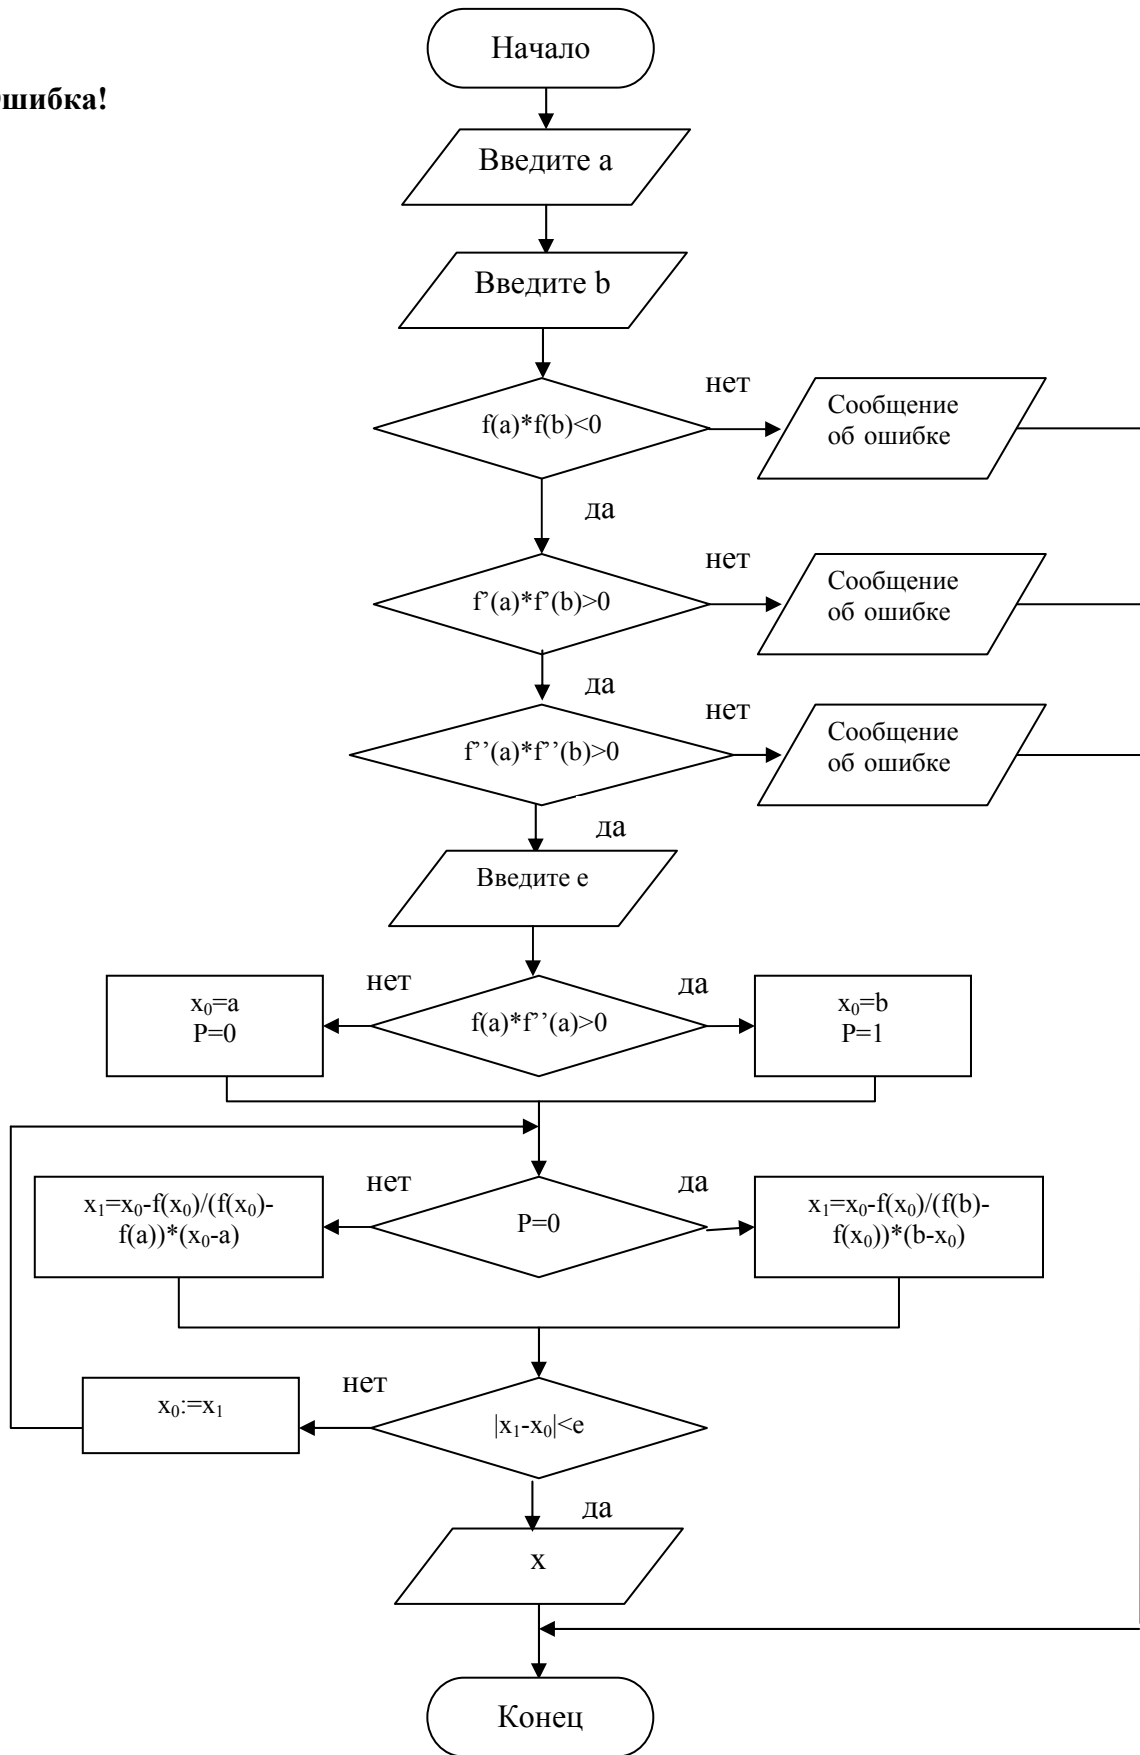 Начало
шибка!
Введите a
Введите b
f(a)*f(b)<0
нет
Сообщение
об ошибке
да
f’(a)*f’(b)>0
нет
Сообщение
об ошибке
да
f’’(a)*f’’(b)>0
нет
Сообщение
об ошибке
да
Введите e
нет
f(a)*f’’(a)>0
да
x₀=a
P=0
x₀=b
P=1
нет
P=0
да
x₁=x₀-f(x₀)/(f(x₀)-
f(a))*(x₀-a)
x₁=x₀-f(x₀)/(f(b)-
f(x₀))*(b-x₀)
x₀:=x₁
нет
|x₁-x₀|<e
да
x
Конец